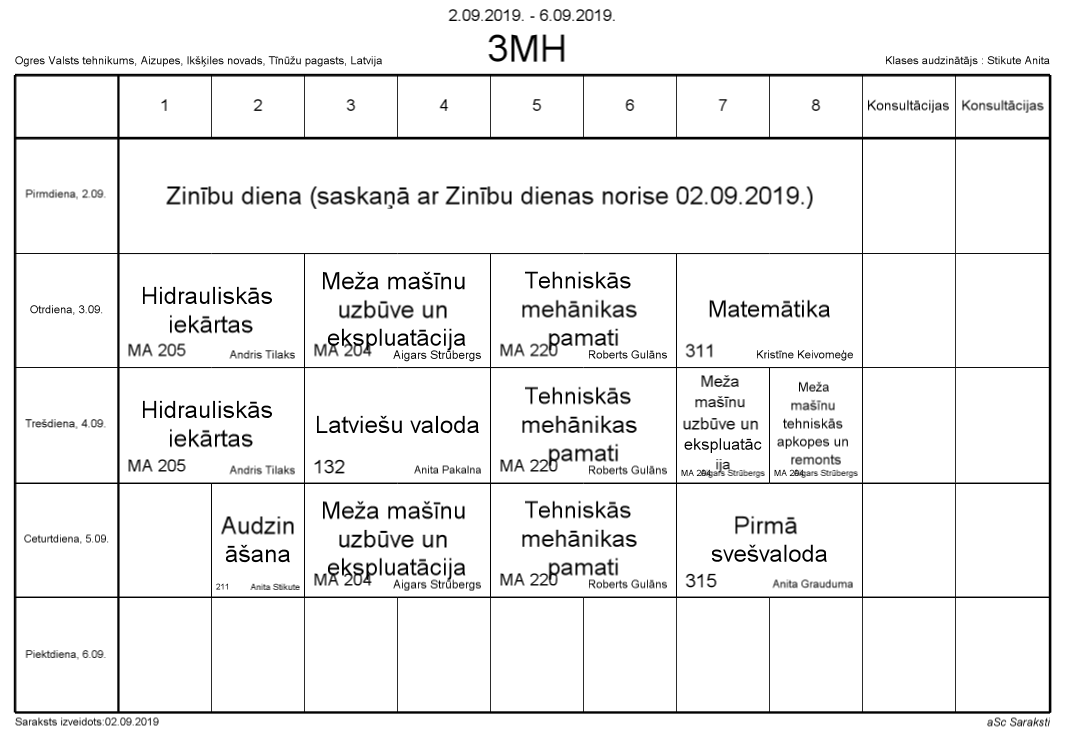 2.09.2019. - 6.09.2019.
3MH
Ogres Valsts tehnikums, Aizupes, Ikšķiles novads, Tīnūžu pagasts, Latvija
Klases audzinātājs : Stikute Anita
1 2 3 4 5 6 7 8 Konsultācijas Konsultācijas
Pirmdiena, 2.09.
Zinību diena (saskaņā ar Zinību dienas norise 02.09.2019.)
Otrdiena, 3.09.
Hidrauliskās
iekārtas
MA 205 Andris Tilaks
Meža mašīnu
uzbūve un
ekspluatācija
MA 204 Aigars Strūbergs
Tehniskās
mehānikas
pamati
MA 220 Roberts Gulāns
Matemātika
311 Kristīne Keivomeģe
Trešdiena, 4.09.
Hidrauliskās
iekārtas
MA 205 Andris Tilaks
Latviešu valoda
132 Anita Pakalna
Tehniskās
mehānikas
pamati
MA 220 Roberts Gulāns
Meža
mašīnu
uzbūve un
ekspluatāc
ija
MA 204 Aigars Strūbergs
Meža
mašīnu
tehniskās
apkopes un
remonts
MA 204 Aigars Strūbergs
Ceturtdiena, 5.09.
Audzin
āšana
211 Anita Stikute
Meža mašīnu
uzbūve un
ekspluatācija
MA 204 Aigars Strūbergs
Tehniskās
mehānikas
pamati
MA 220 Roberts Gulāns
Pirmā
svešvaloda
315 Anita Grauduma
Piektdiena, 6.09.
Saraksts izveidots:02.09.2019
aSc Saraksti